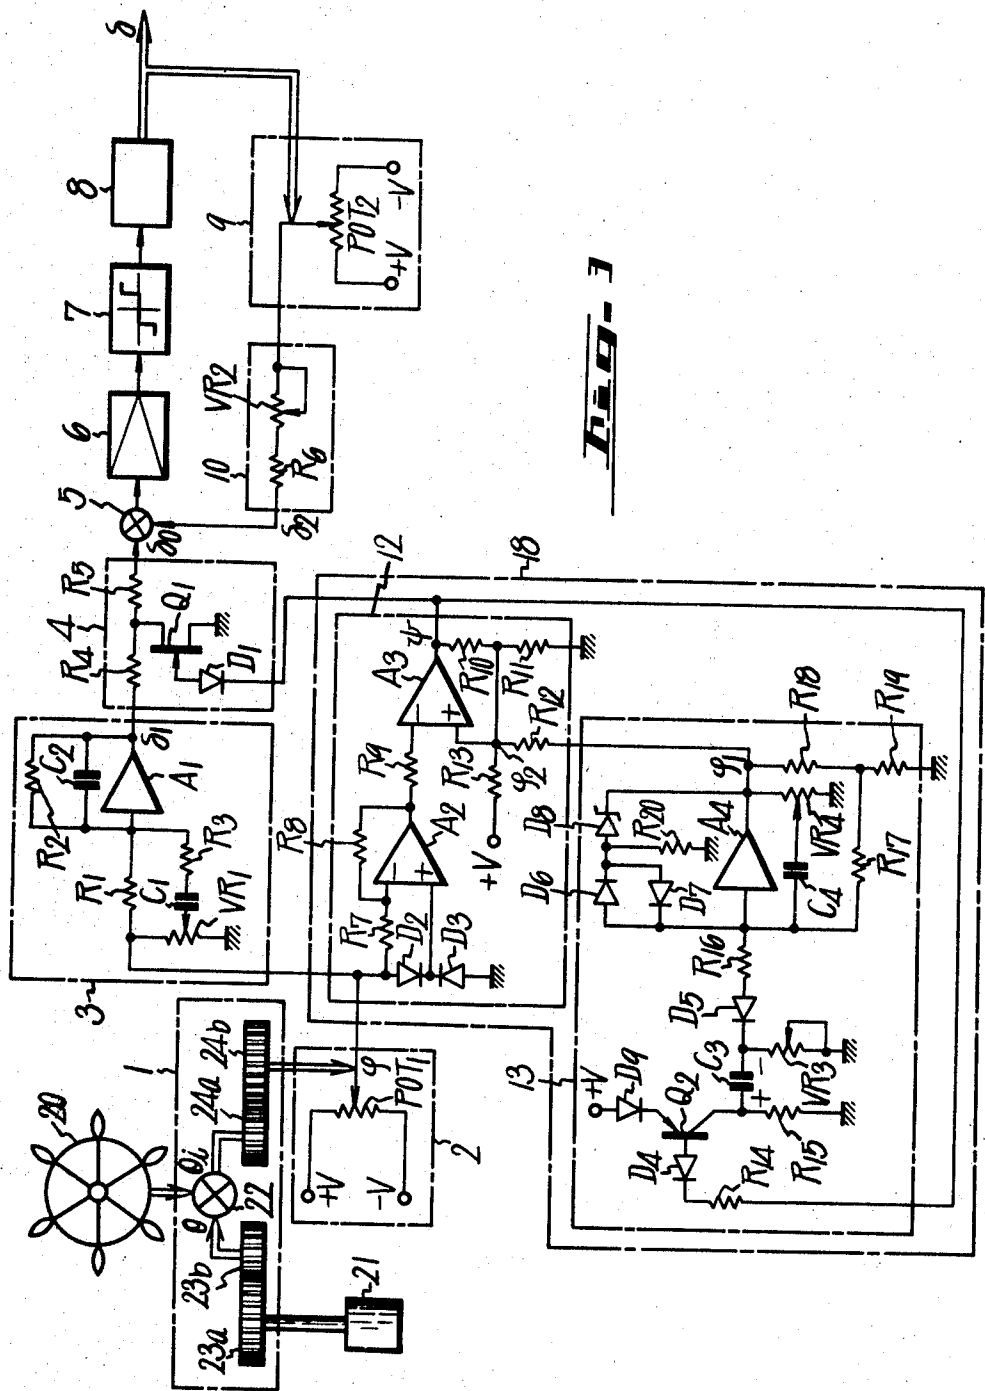 20
θ
θi
22
23b
23a
21
1
24a
24b
+V
-V
φ
POT1
2
3
R1
C1
VR1
R3
R2
C2
A1
δ1
4
R4
R5
Q1
D1
δ0
5
6
7
8
δ
9
POT2
+V
-V
10
VR2
R6
δ2
12
R7
R8
D2
D3
A2
-
+
R9
A3
-
+
ψ
R10
R11
R12
R13
+V
φ2
18
13
+V
D9
Q2
D4
R14
R15
C3
+
-
VR3
D5
R16
D6
D7
D8
R20
A4
C4
VR4
R17
R18
R19
φ1
Fig. 1